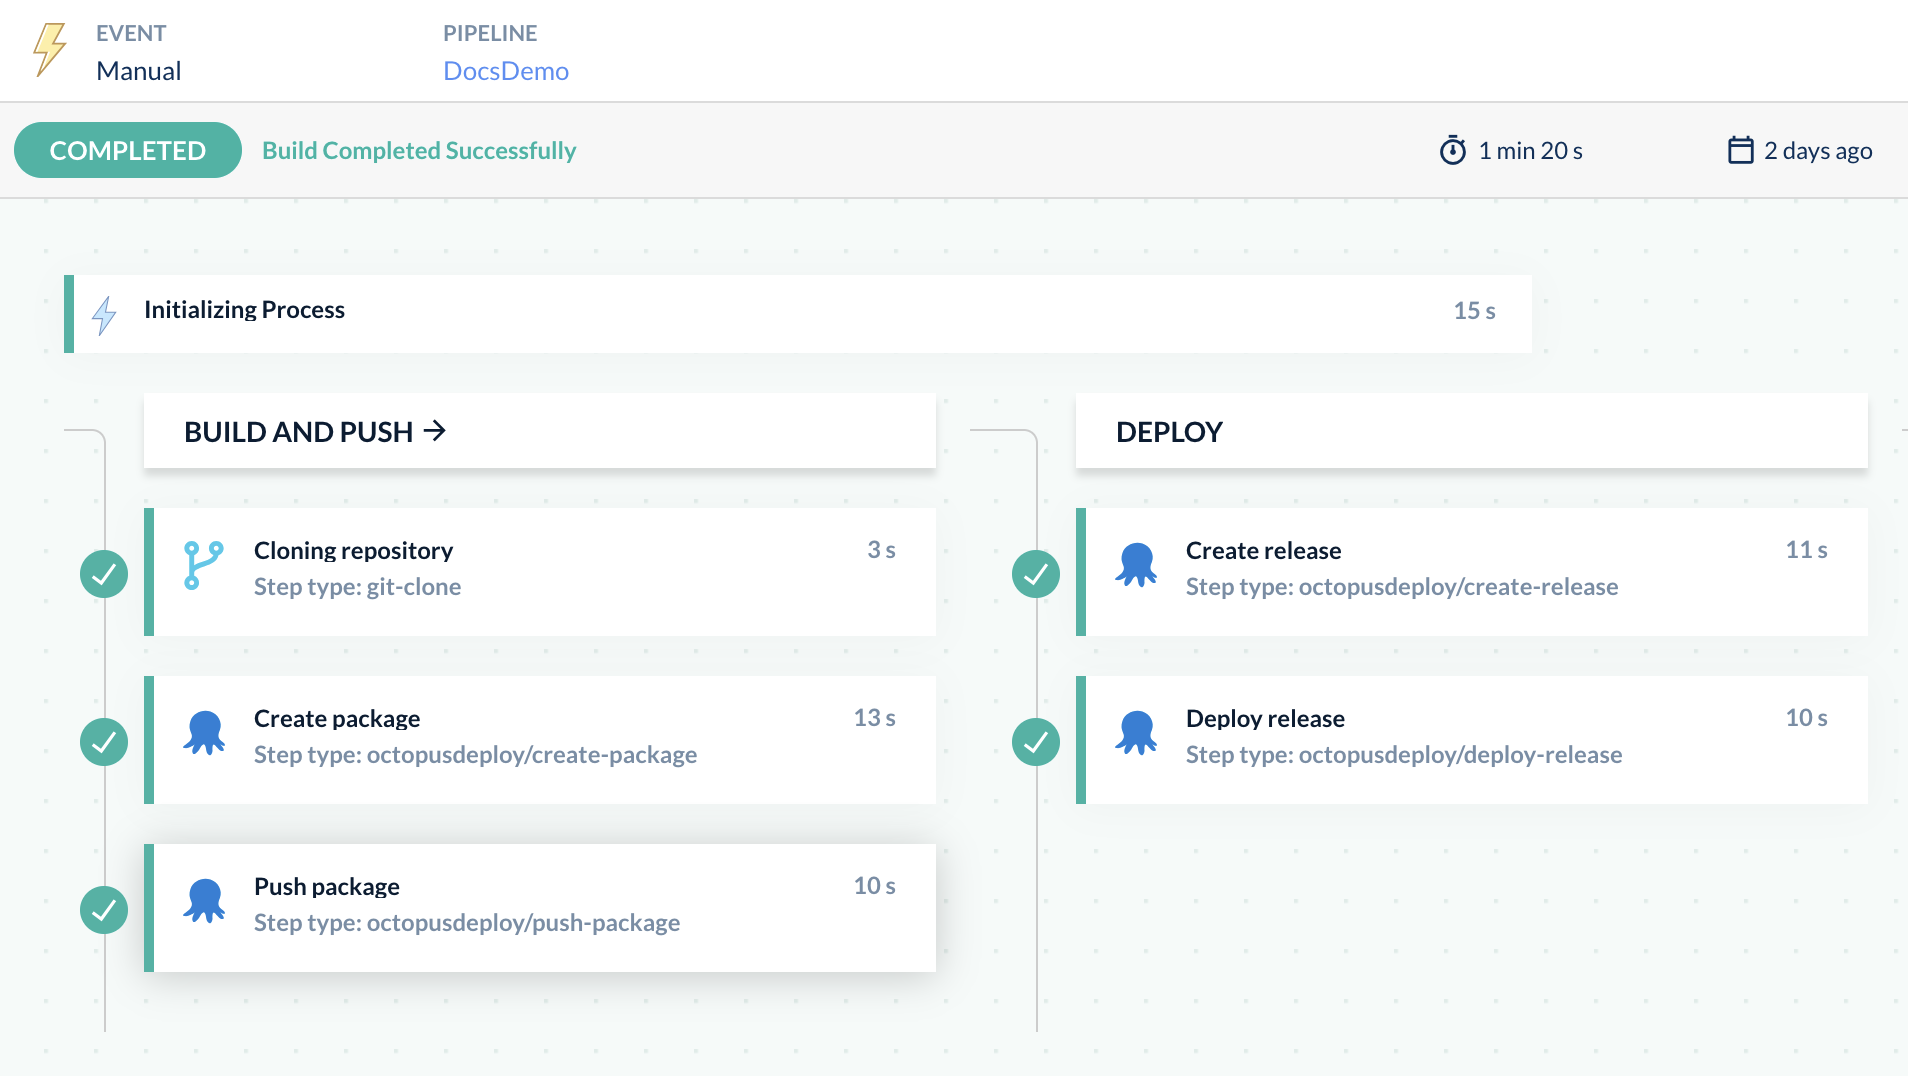 EVENT
Manual
PIPELINE
DocsDemo
COMPLETED
Build Completed Successfully
1 min 20 s
2 days ago
Initializing Process
15 s
BUILD AND PUSH →
Cloning repository
3 s
Step type: git-clone
Create package
13 s
Step type: octopusdeploy/create-package
Push package
10 s
Step type: octopusdeploy/push-package
DEPLOY
Create release
11 s
Step type: octopusdeploy/create-release
Deploy release
10 s
Step type: octopusdeploy/deploy-release